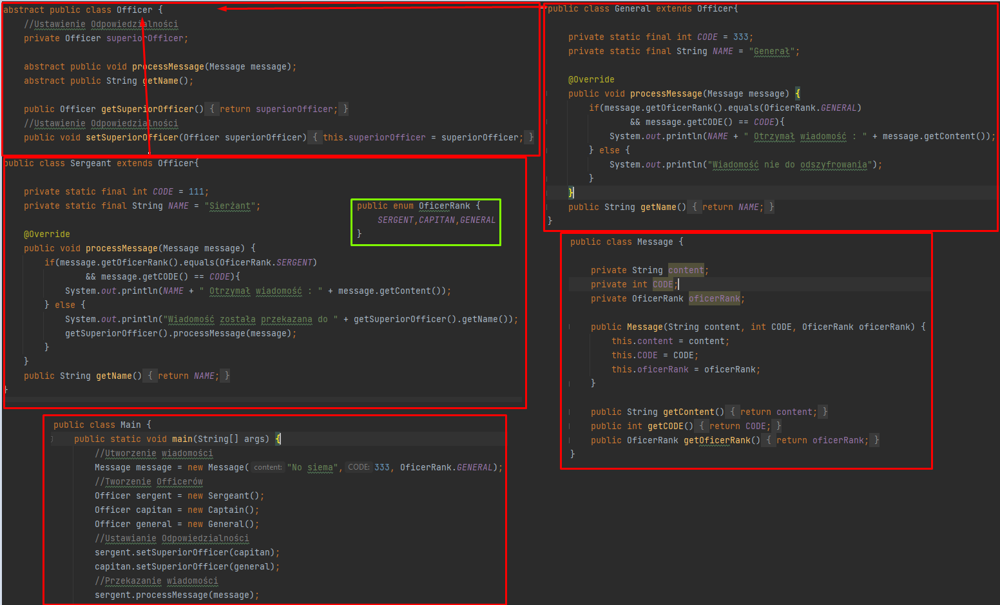 abstract public class Officer {
//Ustawienie Odpowiedzialności
private Officer superiorOfficer;
abstract public void processMessage(Message message);
abstract public String getName();
public Officer getSuperiorOfficer() { return superiorOfficer; }
//Ustawienie Odpowiedzialności
public void setSuperiorOfficer(Officer superiorOfficer) { this.superiorOfficer = superiorOfficer; }
public class Sergeant extends Officer{
private static final int CODE = 111;
private static final String NAME = "Sierżant";
@Override
public void processMessage(Message message) {
if(message.getOficerRank().equals(OficerRank.SERGENT)
&& message.getCODE() == CODE){
System.out.println(NAME + " Otrzymał wiadomość : " + message.getContent());
} else {
System.out.println("Wiadomość została przekazana do " + getSuperiorOfficer().getName());
getSuperiorOfficer().processMessage(message);
}
}
public String getName() { return NAME; }
}
public enum OficerRank {
SERGENT,CAPITAN,GENERAL
}
public class Main {
public static void main(String[] args) {
//Utworzenie wiadomości
Message message = new Message( content: "No siema", CODE: 333, OficerRank.GENERAL);
//Tworzenie Officerów
Officer sergent = new Sergeant();
Officer capitan = new Captain();
Officer general = new General();
//Ustawianie Odpowiedzialności
sergent.setSuperiorOfficer(capitan);
capitan.setSuperiorOfficer(general);
//Przekazanie wiadomości
sergent.processMessage(message);
public class General extends Officer{
private static final int CODE = 333;
private static final String NAME = "Generał";
@Override
public void processMessage(Message message) {
if(message.getOficerRank().equals(OficerRank.GENERAL)
&& message.getCODE() == CODE){
System.out.println(NAME + " Otrzymał wiadomość : " + message.getContent());
} else {
System.out.println("Wiadomość nie do odszyfrowania");
}
}
public String getName() { return NAME; }
}
public class Message {
private String content;
private int CODE;
private OficerRank oficerRank;
public Message(String content, int CODE, OficerRank oficerRank) {
this.content = content;
this.CODE = CODE;
this.oficerRank = oficerRank;
}
public String getContent() { return content; }
public int getCODE() { return CODE; }
public OficerRank getOficerRank() { return oficerRank; }
}